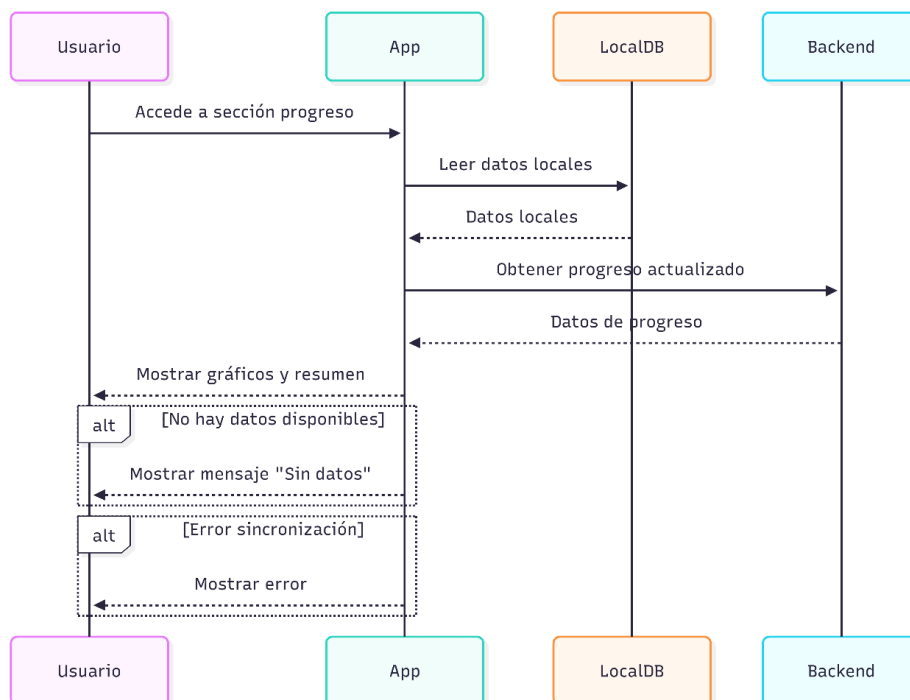 Usuario
App
LocalDB
Backend
Accede a sección progreso
Leer datos locales
Datos locales
Obtener progreso actualizado
Datos de progreso
Mostrar gráficos y resumen
alt
[No hay datos disponibles]
Mostrar mensaje "Sin datos"
alt
[Error sincronización]
Mostrar error
Usuario
App
LocalDB
Backend